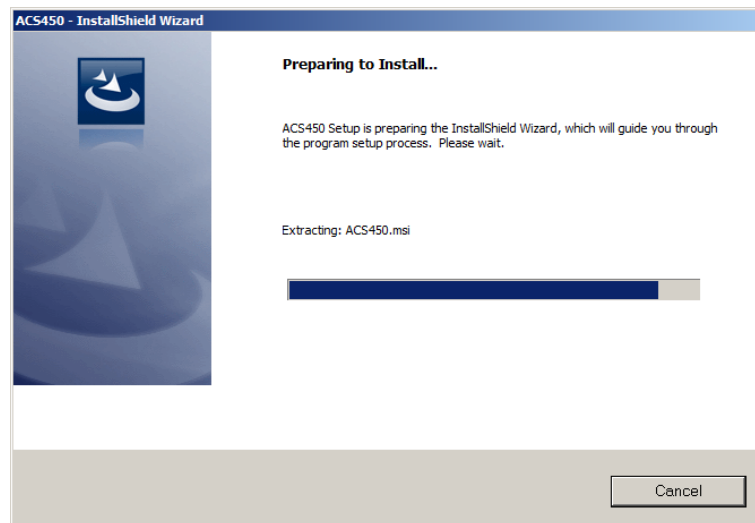 ACS450 - InstallShield Wizard
Preparing to Install...
ACS450 Setup is preparing the InstallShield Wizard, which will guide you through
the program setup process. Please wait.
Extracting: ACS450.msi
Cancel